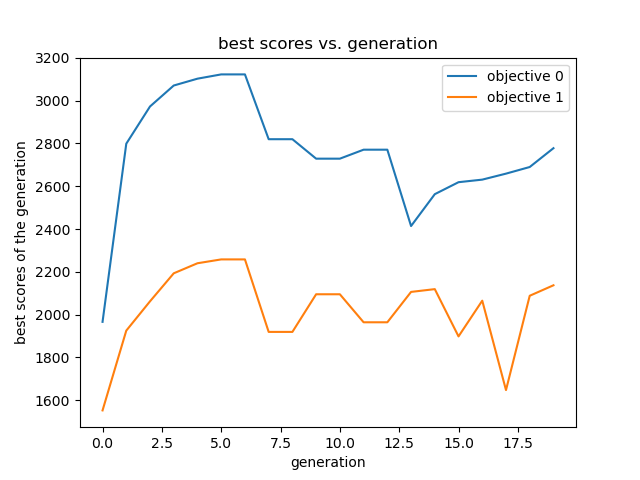 best scores vs. generation
objective 0
objective 1
best scores of the generation
3200
3000
2800
2600
2400
2200
2000
1800
1600
0.0 2.5 5.0 7.5 10.0 12.5 15.0 17.5
generation